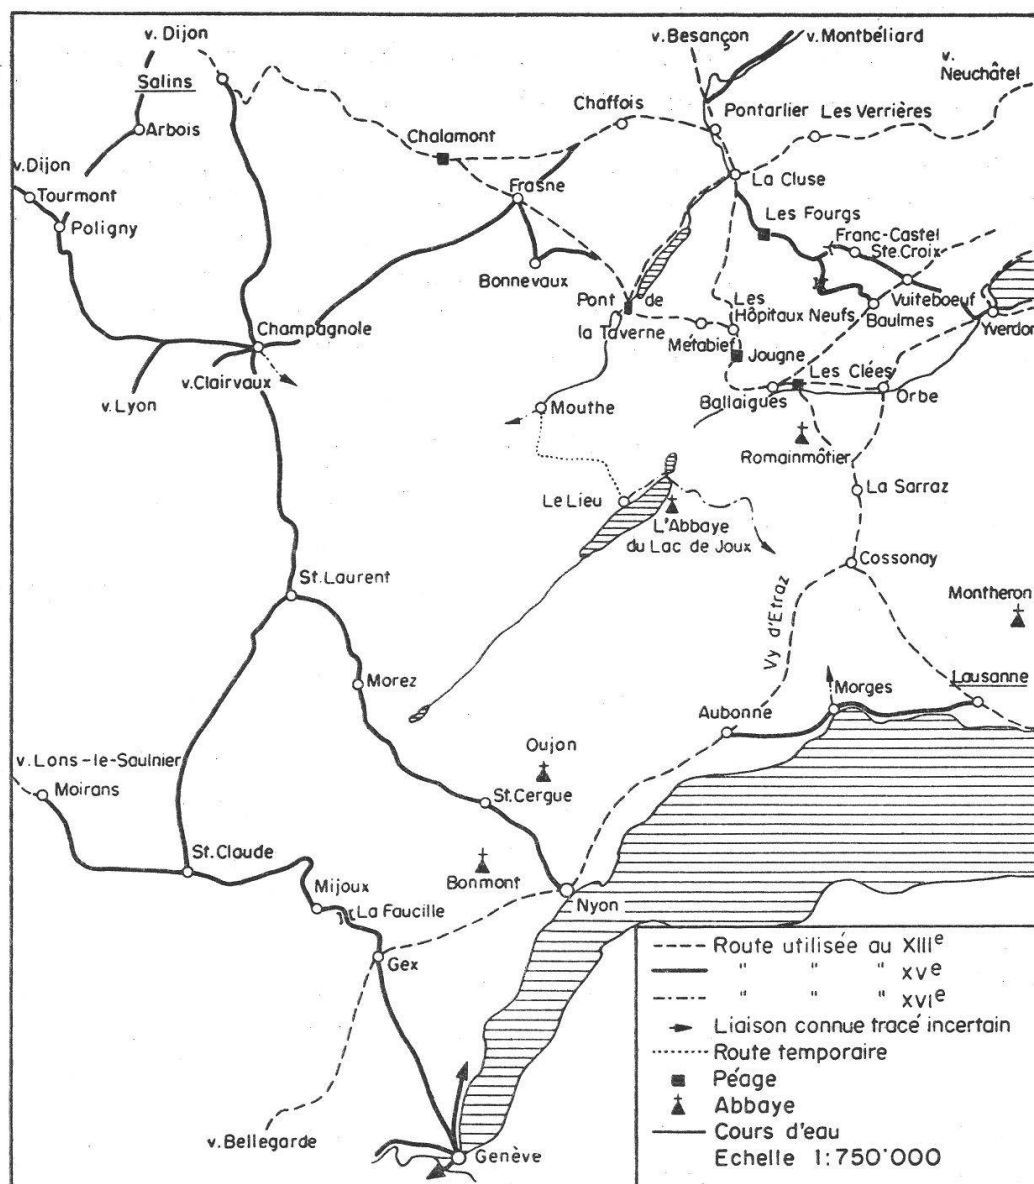 v. Dijon
v. Besançon
v. Montbéliard
v. Neuchâtel
Salins
Arbois
Chaffois
Pontarlier
Les Verrières
Chalamont
v. Dijon
Tourmont
Poligny
Frasne
La Cluse
Les Fourgs
Franc-Castel
Ste. Croix
Bonnevaux
Vuiteboeuf
Pont de la Taverne
Les Hôpitaux Neufs
Baulmes
Yverdon
Champagnole
Métabief
Jougne
v. Clairvaux
v. Lyon
Les Clées
Ballaigues
Orbe
Mouthe
Romainmôtier
Le Lieu
La Sarraz
L'Abbaye
du Lac de Joux
Cossonay
St. Laurent
Montheron
Vy d'Etraz
Morez
Lausanne
Morges
Aubonne
Oujon
v. Lons-le-Saulnier
Moirans
St. Cergue
St. Claude
Bonmont
Mijoux
La Faucille
Nyon
Gex
v. Bellegarde
Genève
Route utilisée au XIIIe
" " " XVe
" " " XVIe
Liaison connue tracé incertain
Route temporaire
Péage
Abbaye
Cours d'eau
Echelle 1:750'000